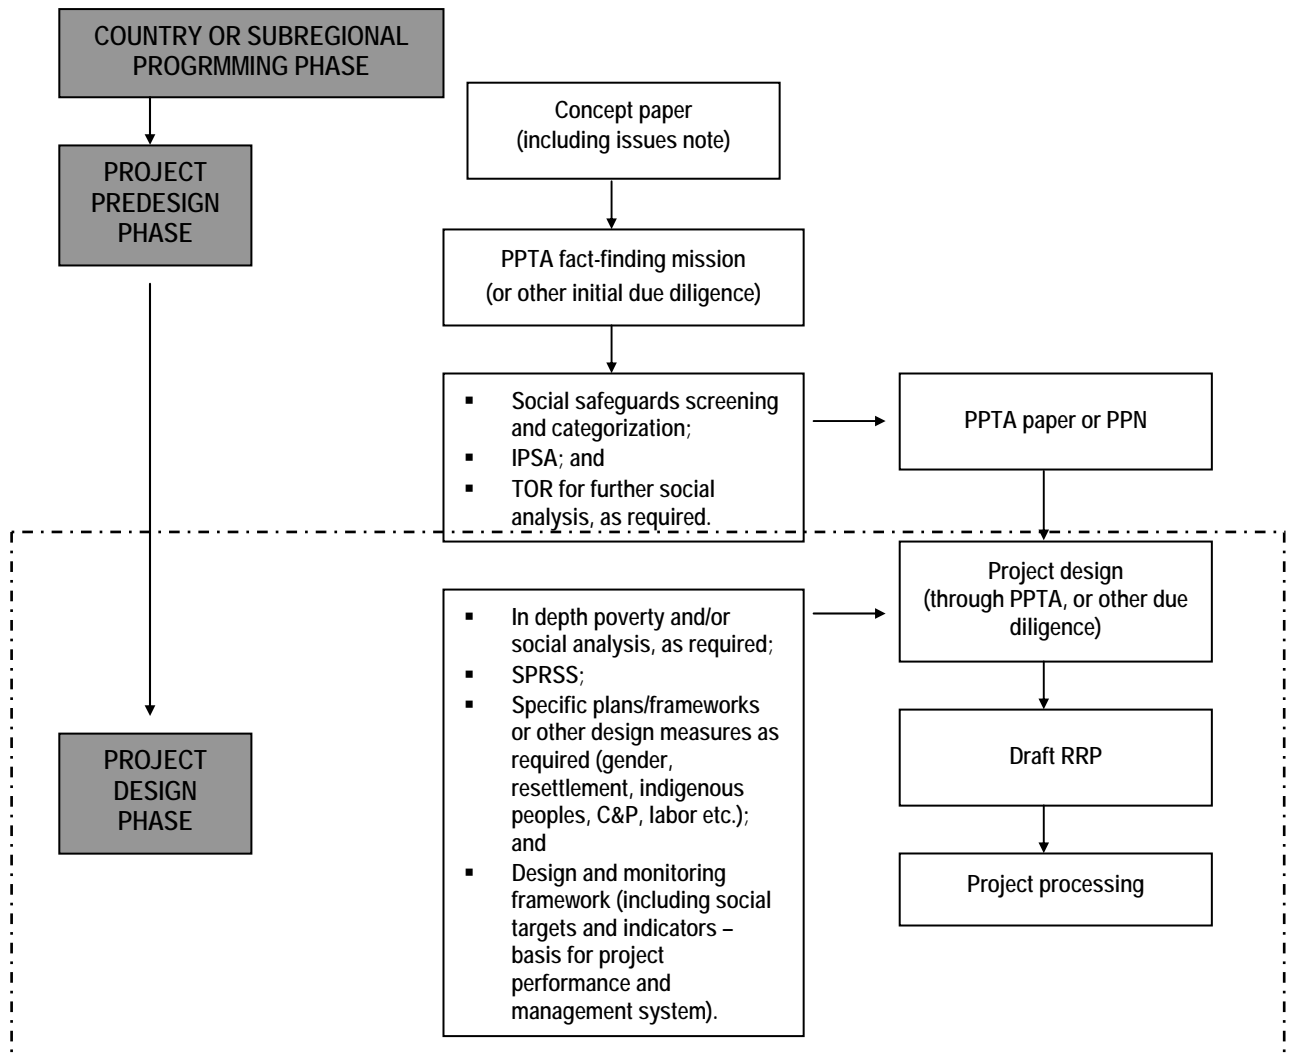 COUNTRY OR SUBREGIONAL
PROGRMMING PHASE
Concept paper
(including issues note)
PROJECT
PREDESIGN
PHASE
PPTA fact-finding mission
(or other initial due diligence)
▪ Social safeguards screening
and categorization;
▪ IPSA; and
▪ TOR for further social
analysis, as required.
PPTA paper or PPN
Project design
(through PPTA, or other due
diligence)
▪ In depth poverty and/or
social analysis, as required;
▪ SPRSS;
▪ Specific plans/frameworks
or other design measures as
required (gender,
resettlement, indigenous
peoples, C&P, labor etc.);
and
▪ Design and monitoring
framework (including social
targets and indicators –
basis for project
performance and
management system).
PROJECT
DESIGN
PHASE
Draft RRP
Project processing